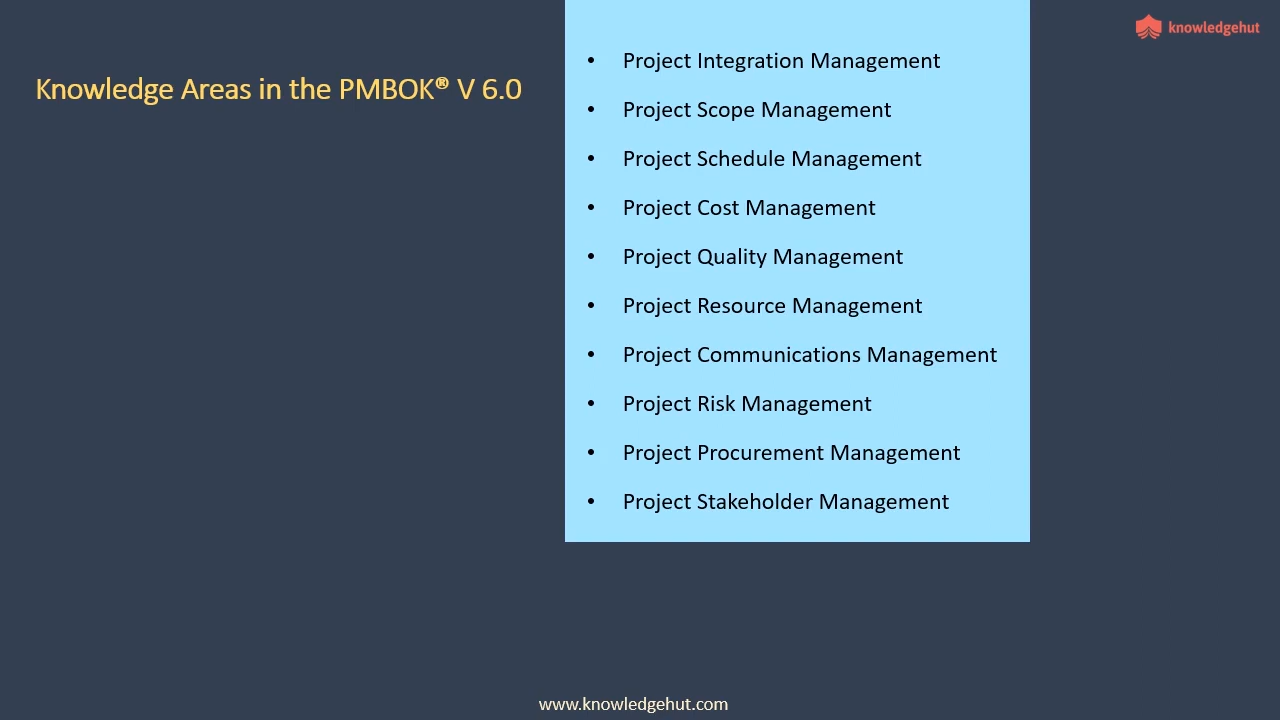 knowledgehut
Knowledge Areas in the PMBOK® V 6.0
• Project Integration Management
• Project Scope Management
• Project Schedule Management
• Project Cost Management
• Project Quality Management
• Project Resource Management
• Project Communications Management
• Project Risk Management
• Project Procurement Management
• Project Stakeholder Management
www.knowledgehut.com